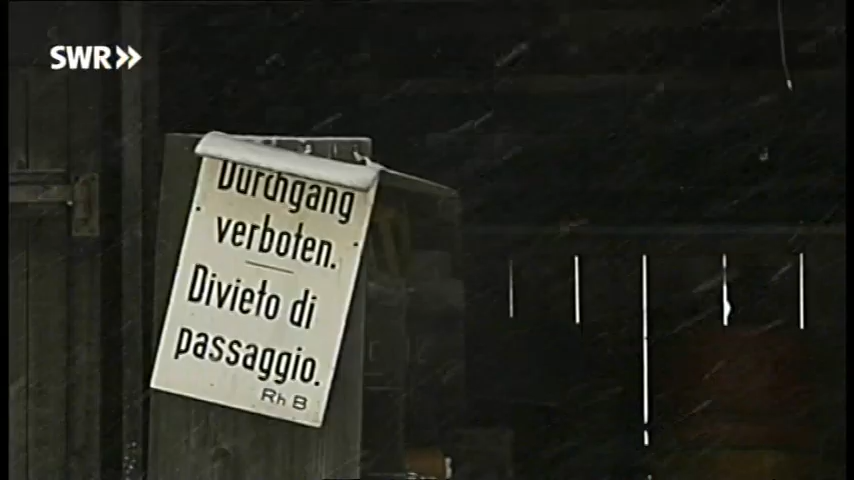 SWR»
Durchgang
verboten.
Divieto di
passaggio.
Rh B